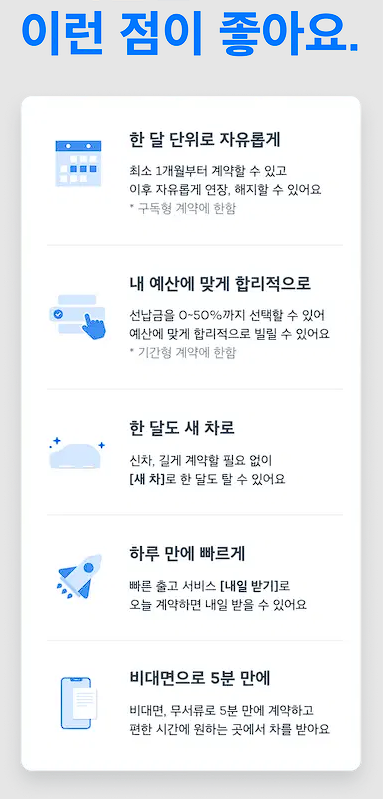 이런 점이 좋아요.
한 달 단위로 자유롭게
최소 1개월부터 계약할 수 있고
이후 자유롭게 연장, 해지할 수 있어요
* 구독형 계약에 한함
내 예산에 맞게 합리적으로
선납금을 0~50%까지 선택할 수 있어
예산에 맞게 합리적으로 빌릴 수 있어요
* 기간형 계약에 한함
한 달도 새 차로
신차, 길게 계약할 필요 없이
[새 차]로 한 달도 탈 수 있어요
하루 만에 빠르게
빠른 출고 서비스 [내일 받기]로
오늘 계약하면 내일 받을 수 있어요
비대면으로 5분 만에
비대면, 무서류로 5분 만에 계약하고
편한 시간에 원하는 곳에서 차를 받아요